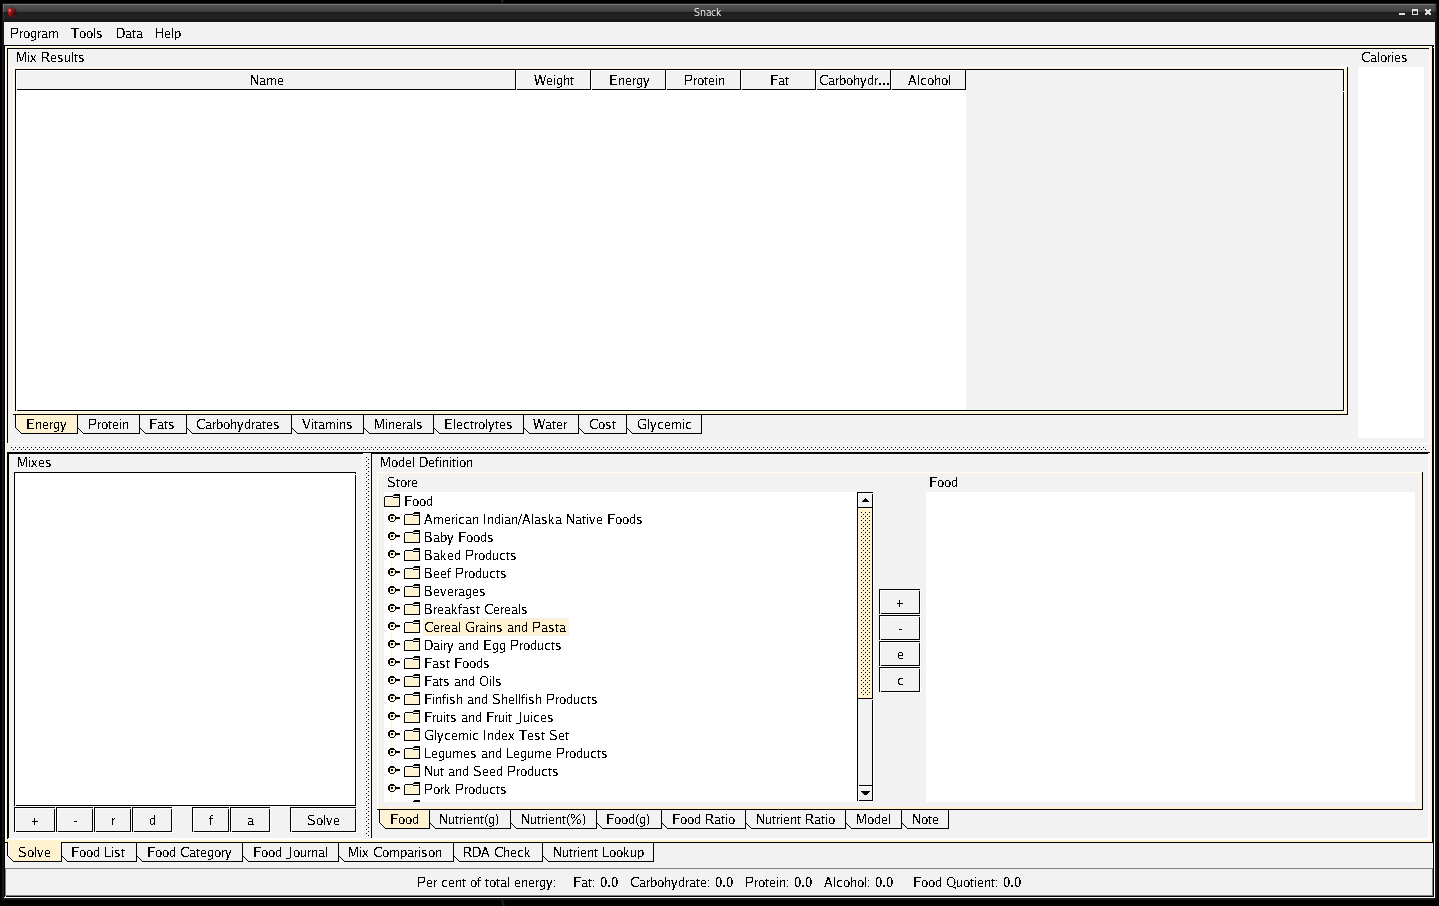 Snack
Program Tools Data Help
Mix Results
Calories
Name Weight Energy Protein Fat Carbohydr... Alcohol
Energy Protein Fats Carbohydrates Vitamins Minerals Electrolytes Water Cost Glycemic
Mixes
+ - r d f a Solve
Model Definition
Store
Food
American Indian/Alaska Native Foods
Baby Foods
Baked Products
Beef Products
Beverages
Breakfast Cereals
Cereal Grains and Pasta
Dairy and Egg Products
Fast Foods
Fats and Oils
Finfish and Shellfish Products
Fruits and Fruit Juices
Glycemic Index Test Set
Legumes and Legume Products
Nut and Seed Products
Pork Products
+
-
e
c
Food
Food Nutrient(g) Nutrient(%) Food(g) Food Ratio Nutrient Ratio Model Note
Solve Food List Food Category Food Journal Mix Comparison RDA Check Nutrient Lookup
Per cent of total energy: Fat: 0.0 Carbohydrate: 0.0 Protein: 0.0 Alcohol: 0.0 Food Quotient: 0.0